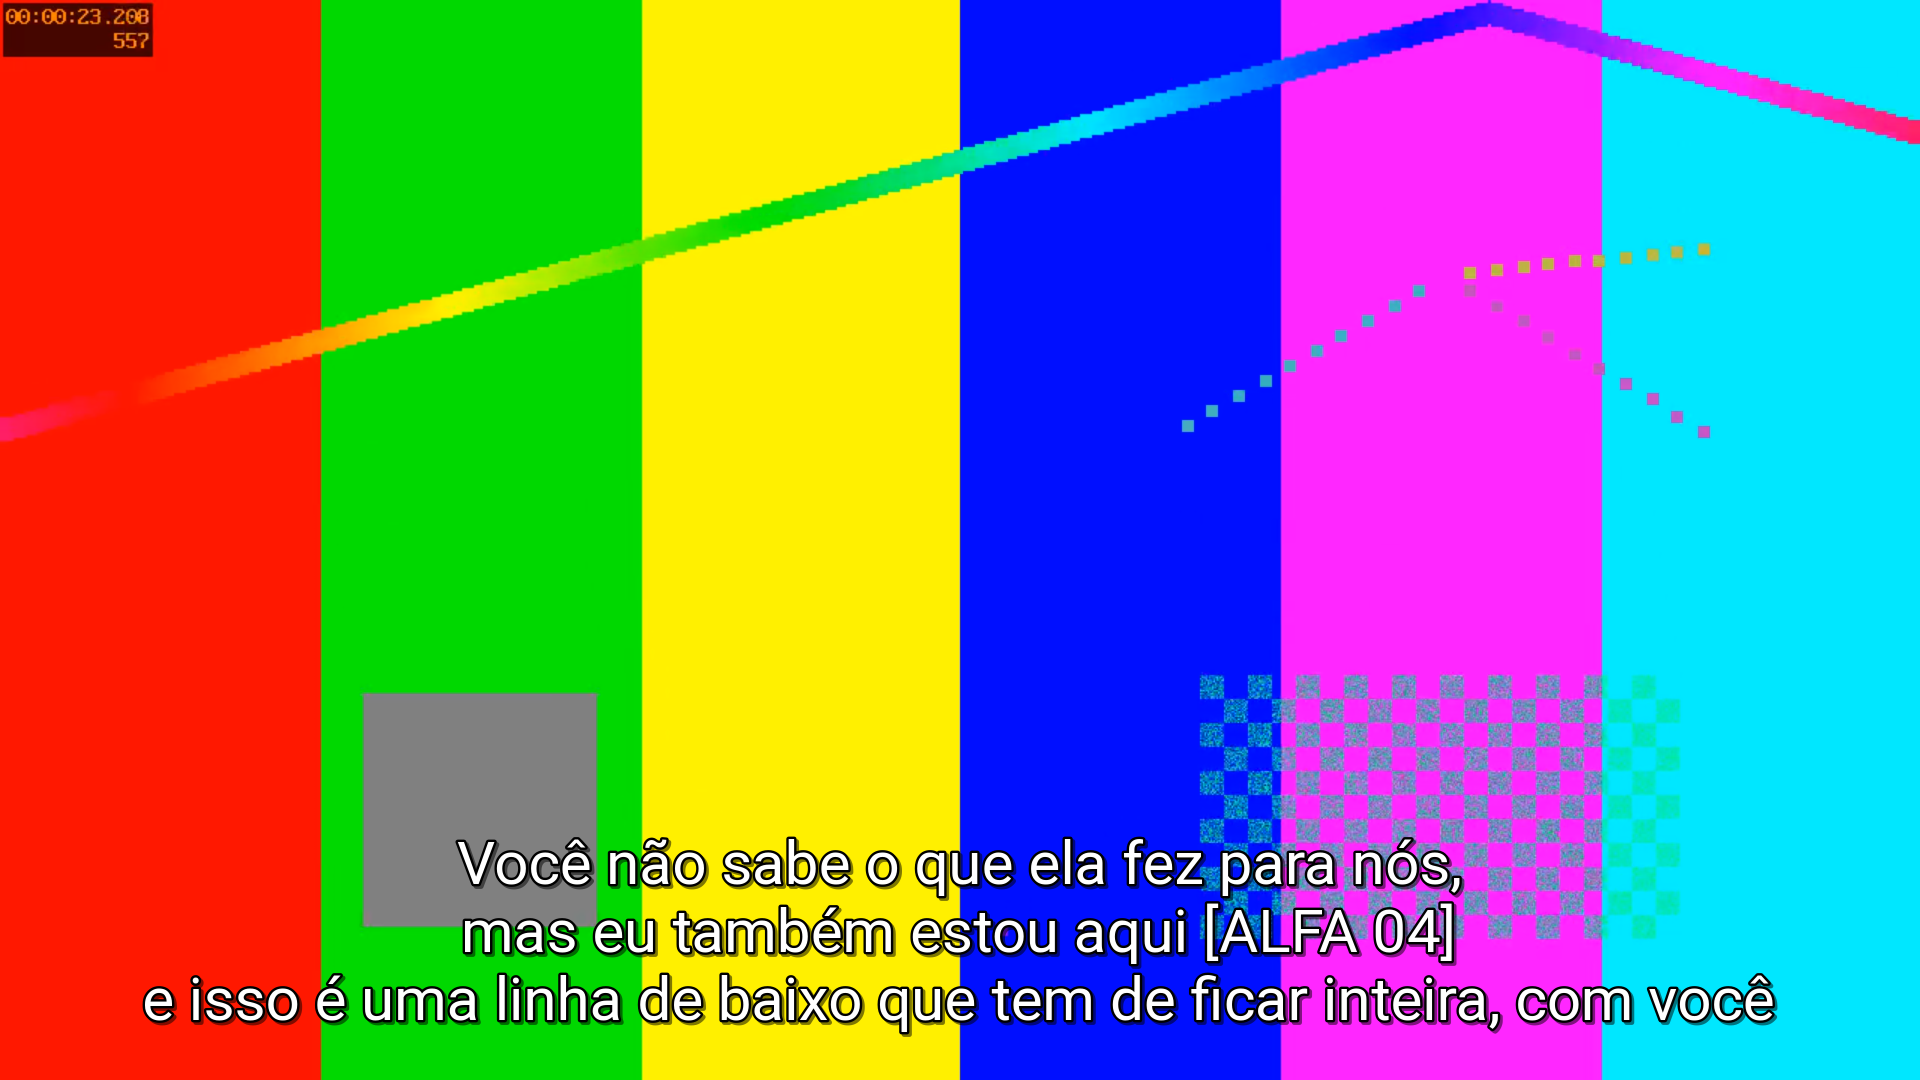 00:00:23.208
557
Você não sabe o que ela fez para nós,
mas eu também estou aqui [ALFA 04]
e isso é uma linha de baixo que tem de ficar inteira, com você